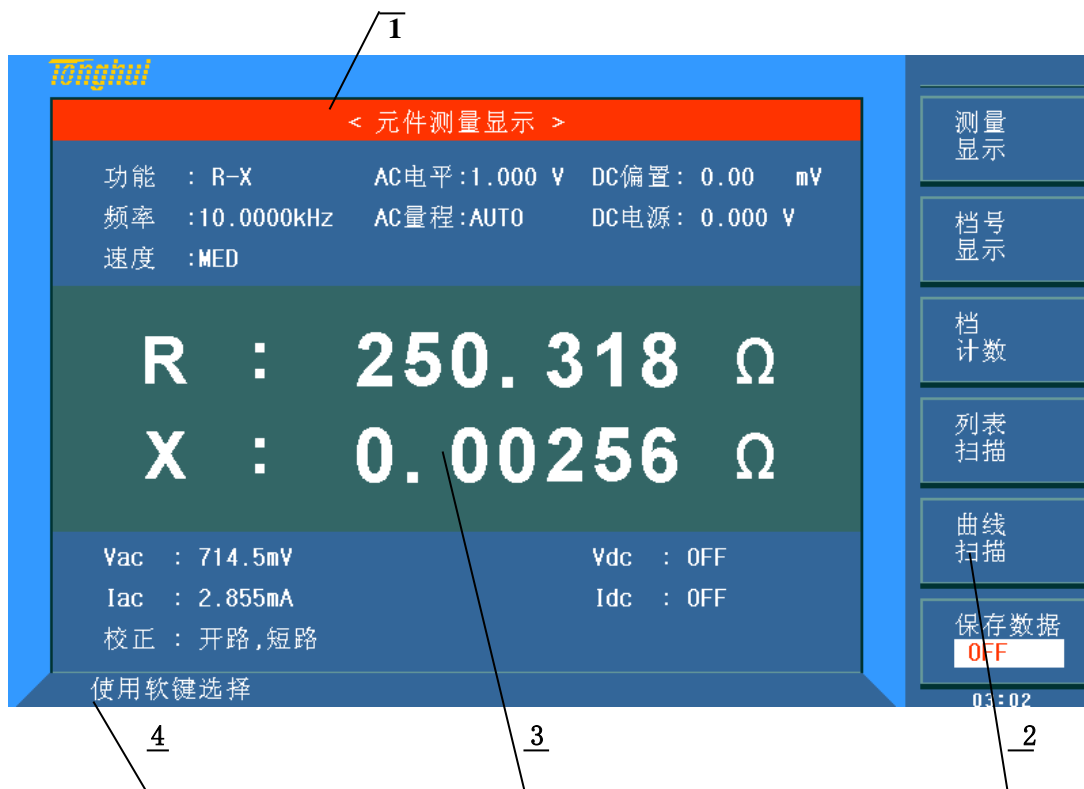 1
Tonghui
< 元件测量显示 >
功能 : R-X AC电平:1.000 V DC偏置: 0.00 mV
频率 :10.0000kHz AC量程:AUTO DC电源: 0.000 V
速度 :MED
R : 250.318 Ω
X : 0.00256 Ω
Vac : 714.5mV Vdc : OFF
Iac : 2.855mA Idc : OFF
校正 : 开路,短路
使用软键选择
测量
显示
档号
显示
档
计数
列表
扫描
曲线
扫描
保存数据
OFF
03:02
4 3 2